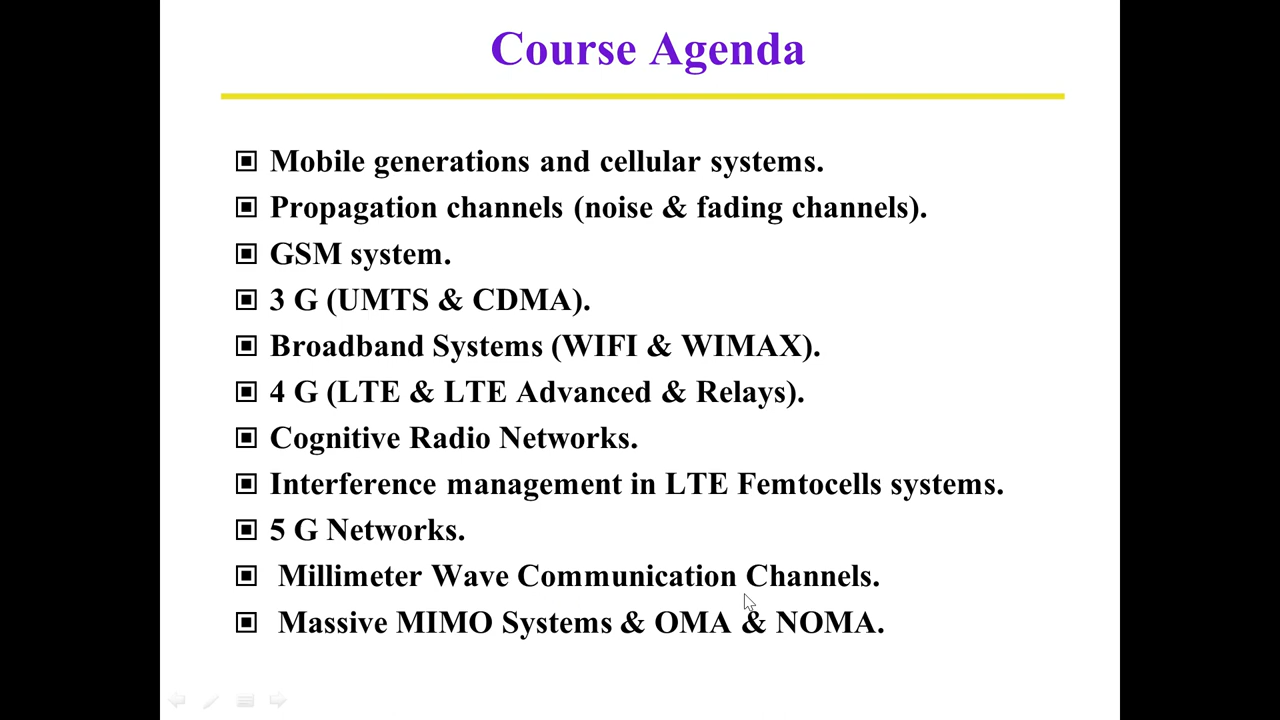 Course Agenda
Mobile generations and cellular systems.
Propagation channels (noise & fading channels).
GSM system.
3 G (UMTS & CDMA).
Broadband Systems (WIFI & WIMAX).
4 G (LTE & LTE Advanced & Relays).
Cognitive Radio Networks.
Interference management in LTE Femtocells systems.
5 G Networks.
Millimeter Wave Communication Channels.
Massive MIMO Systems & OMA & NOMA.